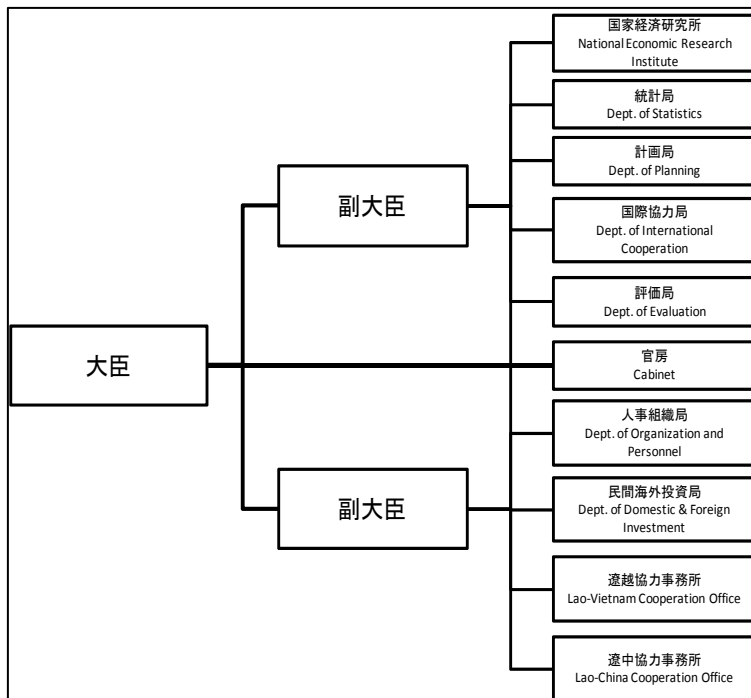 大臣
副大臣
副大臣
国家経済研究所
National Economic Research
Institute
統計局
Dept. of Statistics
計画局
Dept. of Planning
国際協力局
Dept. of International
Cooperation
評価局
Dept. of Evaluation
官房
Cabinet
人事組織局
Dept. of Organization and
Personnel
民間海外投資局
Dept. of Domestic & Foreign
Investment
遼越協力事務所
Lao-Vietnam Cooperation Office
遼中協力事務所
Lao-China Cooperation Office